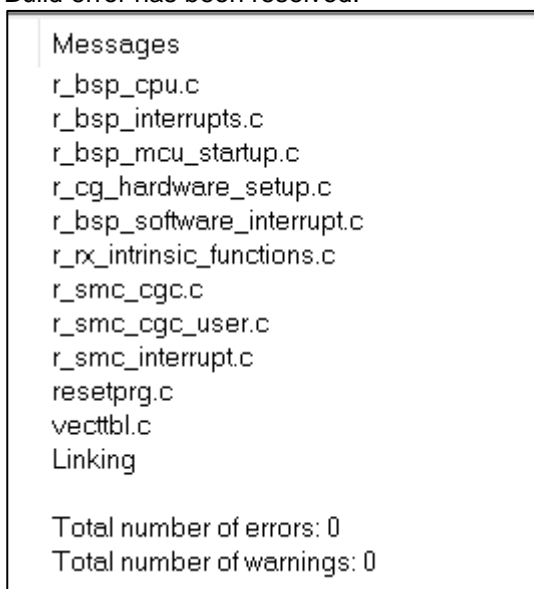 Build error has been resolved.
Messages
r_bsp_cpu.c
r_bsp_interrupts.c
r_bsp_mcu_startup.c
r_cg_hardware_setup.c
r_bsp_software_interrupt.c
r_rx_intrinsic_functions.c
r_smc_cgc.c
r_smc_cgc_user.c
r_smc_interrupt.c
resetprg.c
vecttbl.c
Linking
Total number of errors: 0
Total number of warnings: 0